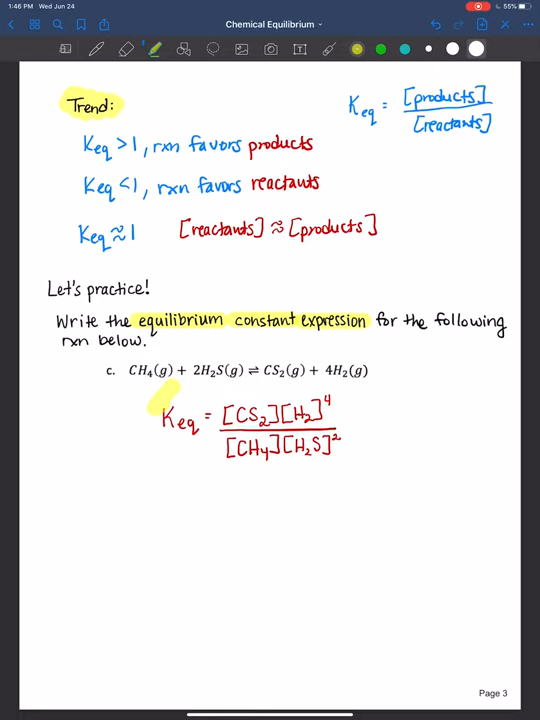 1:46 PM Wed Jun 24
55%
Chemical Equilibrium
Trend:
Keq = [products] / [reactants]
Keq > 1, rxn favors products
Keq < 1, rxn favors reactants
Keq ≈ 1 [reactants] ≈ [products]
Let's practice!
Write the equilibrium constant expression for the following
rxn below.
c. CH₄(g) + 2H₂S(g) ⇌ CS₂(g) + 4H₂(g)
Keq = [CS₂][H₂]⁴
[CH₄][H₂S]²
Page 3